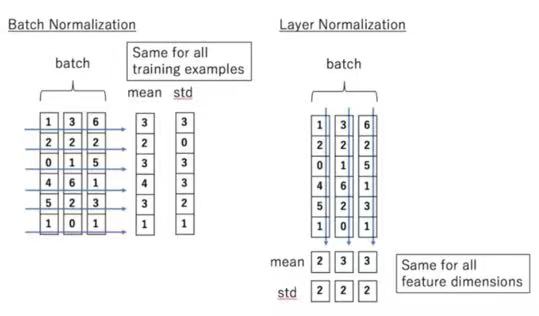 Batch Normalization
Same for all
training examples
batch
mean std
1 3 6 3 3
2 2 2 2 0
0 1 5 3 3
4 6 1 4 3
5 2 3 3 2
1 0 1 1 1
Layer Normalization
batch
1 3 6
2 2 2
0 1 5
4 6 1
5 2 3
1 0 1
mean 2 3 3
std 2 2 2
Same for all
feature dimensions